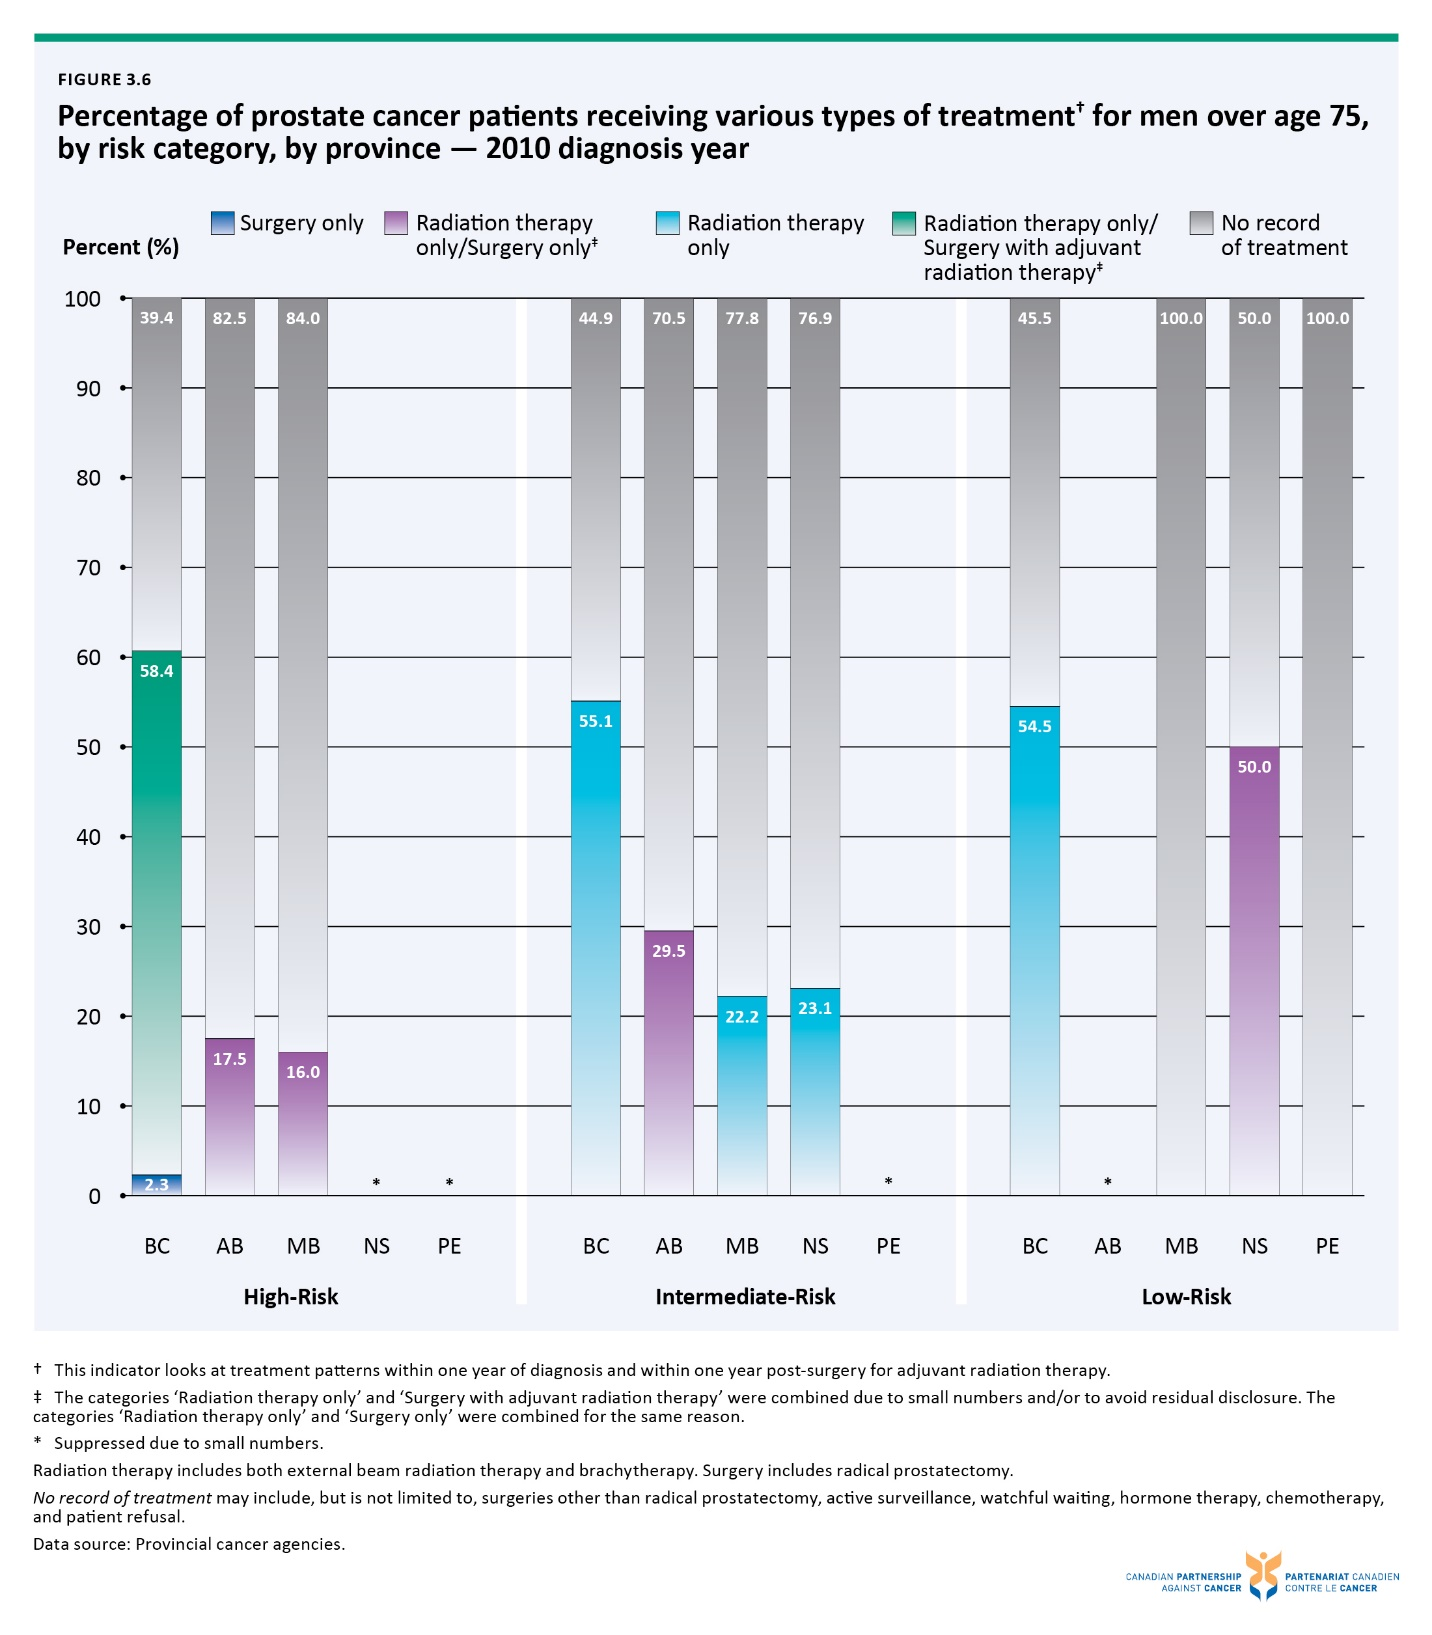 FIGURE 3.6
Percentage of prostate cancer patients receiving various types of treatment† for men over age 75,
by risk category, by province — 2010 diagnosis year
Percent (%)
Surgery only
Radiation therapy
only/Surgery only‡
Radiation therapy
only
Radiation therapy only/
Surgery with adjuvant
radiation therapy‡
No record
of treatment
100
90
80
70
60
50
40
30
20
10
0
39.4
58.4
2.3
82.5
17.5
84.0
16.0
*
*
44.9
55.1
70.5
29.5
77.8
22.2
76.9
23.1
*
45.5
54.5
*
100.0
50.0
50.0
100.0
BC AB MB NS PE
BC AB MB NS PE
BC AB MB NS PE
High-Risk
Intermediate-Risk
Low-Risk
† This indicator looks at treatment patterns within one year of diagnosis and within one year post-surgery for adjuvant radiation therapy.
‡ The categories ‘Radiation therapy only’ and ‘Surgery with adjuvant radiation therapy’ were combined due to small numbers and/or to avoid residual disclosure. The
categories ‘Radiation therapy only’ and ‘Surgery only’ were combined for the same reason.
* Suppressed due to small numbers.
Radiation therapy includes both external beam radiation therapy and brachytherapy. Surgery includes radical prostatectomy.
No record of treatment may include, but is not limited to, surgeries other than radical prostatectomy, active surveillance, watchful waiting, hormone therapy, chemotherapy,
and patient refusal.
Data source: Provincial cancer agencies.
CANADIAN PARTNERSHIP
AGAINST CANCER
PARTENARIAT CANADIEN
CONTRE LE CANCER